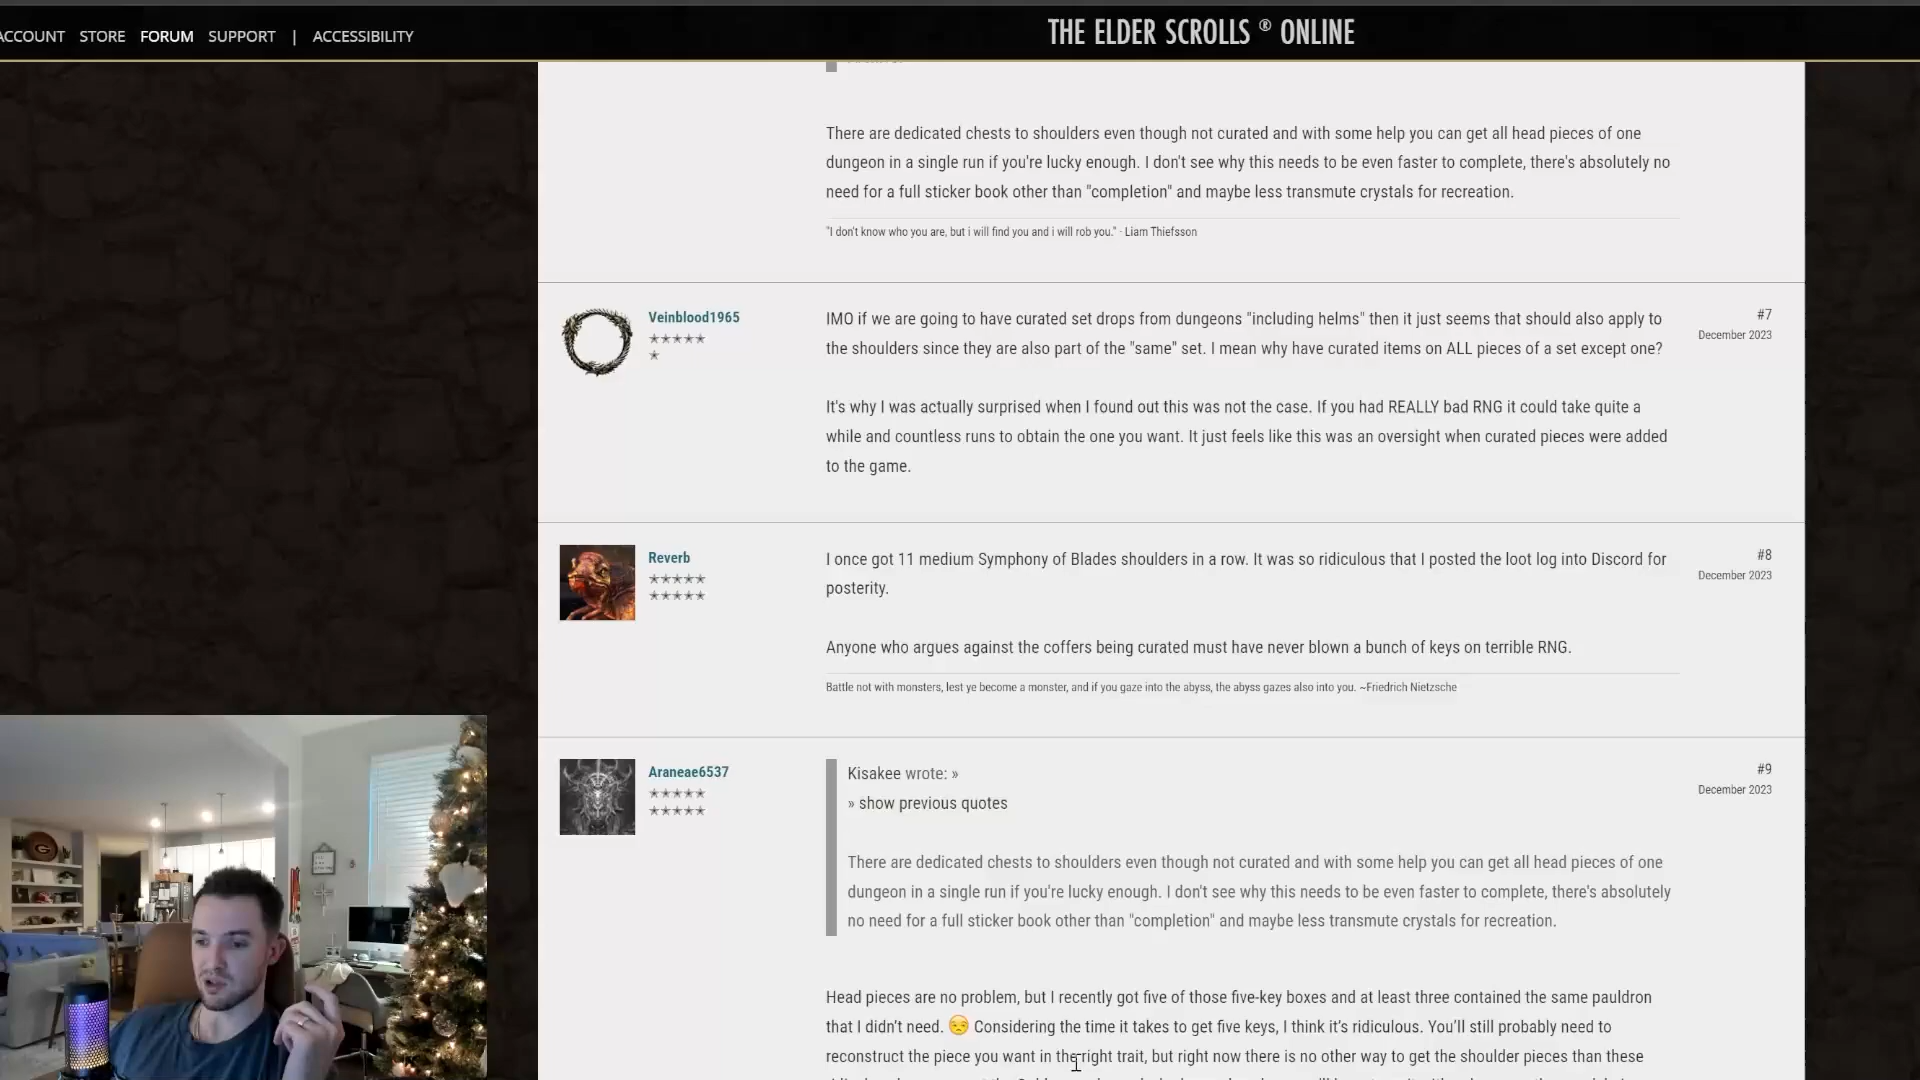 ACCOUNT STORE FORUM SUPPORT | ACCESSIBILITY
THE ELDER SCROLLS ® ONLINE
There are dedicated chests to shoulders even though not curated and with some help you can get all head pieces of one
dungeon in a single run if you're lucky enough. I don't see why this needs to be even faster to complete, there's absolutely no
need for a full sticker book other than "completion" and maybe less transmute crystals for recreation.
"I don't know who you are, but i will find you and i will rob you." - Liam Thiefsson
Veinblood1965
#7
December 2023
IMO if we are going to have curated set drops from dungeons "including helms" then it just seems that should also apply to
the shoulders since they are also part of the "same" set. I mean why have curated items on ALL pieces of a set except one?
It's why I was actually surprised when I found out this was not the case. If you had REALLY bad RNG it could take quite a
while and countless runs to obtain the one you want. It just feels like this was an oversight when curated pieces were added
to the game.
Reverb
#8
December 2023
I once got 11 medium Symphony of Blades shoulders in a row. It was so ridiculous that I posted the loot log into Discord for
posterity.
Anyone who argues against the coffers being curated must have never blown a bunch of keys on terrible RNG.
Battle not with monsters, lest ye become a monster, and if you gaze into the abyss, the abyss gazes also into you. ~Friedrich Nietzsche
Araneae6537
#9
December 2023
Kisakee wrote: »
» show previous quotes
There are dedicated chests to shoulders even though not curated and with some help you can get all head pieces of one
dungeon in a single run if you're lucky enough. I don't see why this needs to be even faster to complete, there's absolutely
no need for a full sticker book other than "completion" and maybe less transmute crystals for recreation.
Head pieces are no problem, but I recently got five of those five-key boxes and at least three contained the same pauldron
that I didn't need. 😒 Considering the time it takes to get five keys, I think it's ridiculous. You'll still probably need to
reconstruct the piece you want in the right trait, but right now there is no other way to get the shoulder pieces than these